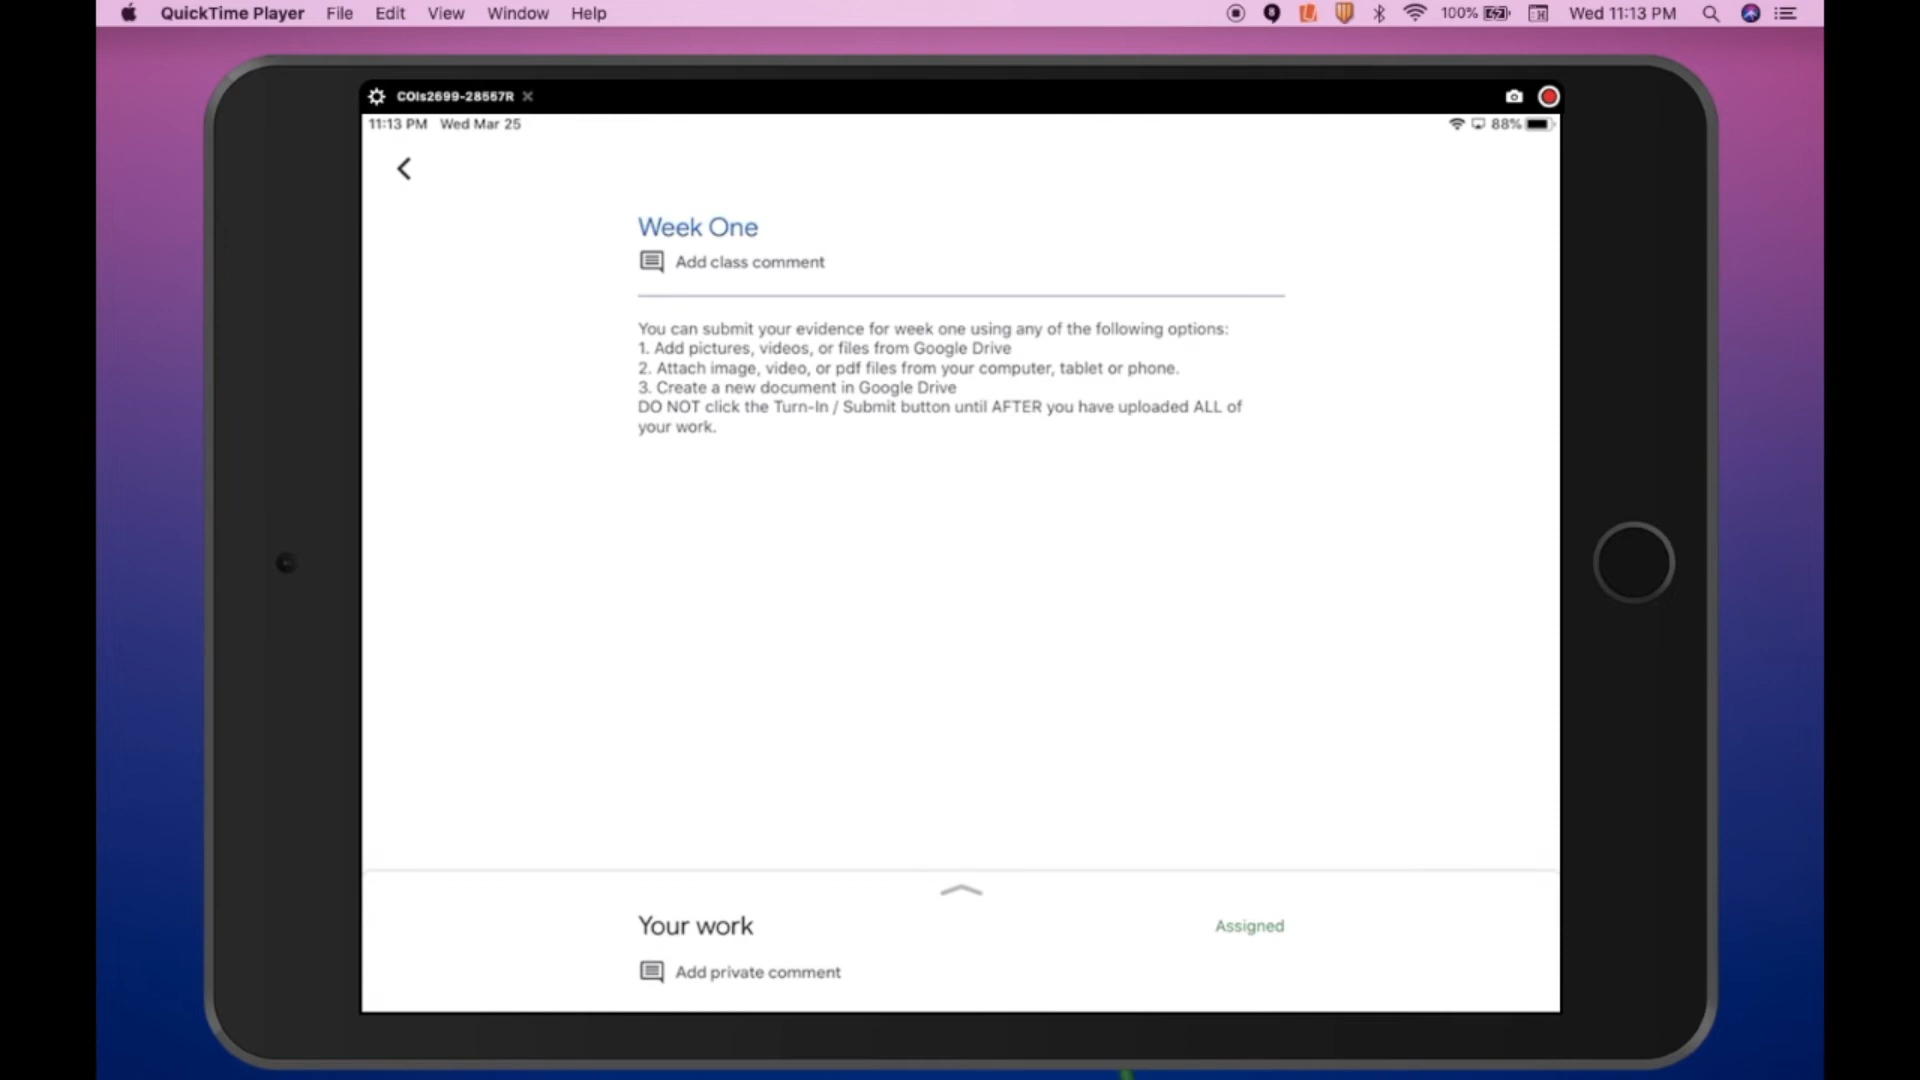 QuickTime Player File Edit View Window Help 100% Wed 11:13 PM
COIs2699-28557R
11:13 PM Wed Mar 25 88%
Week One
Add class comment
You can submit your evidence for week one using any of the following options:
1. Add pictures, videos, or files from Google Drive
2. Attach image, video, or pdf files from your computer, tablet or phone.
3. Create a new document in Google Drive
DO NOT click the Turn-In / Submit button until AFTER you have uploaded ALL of
your work.
Your work Assigned
Add private comment